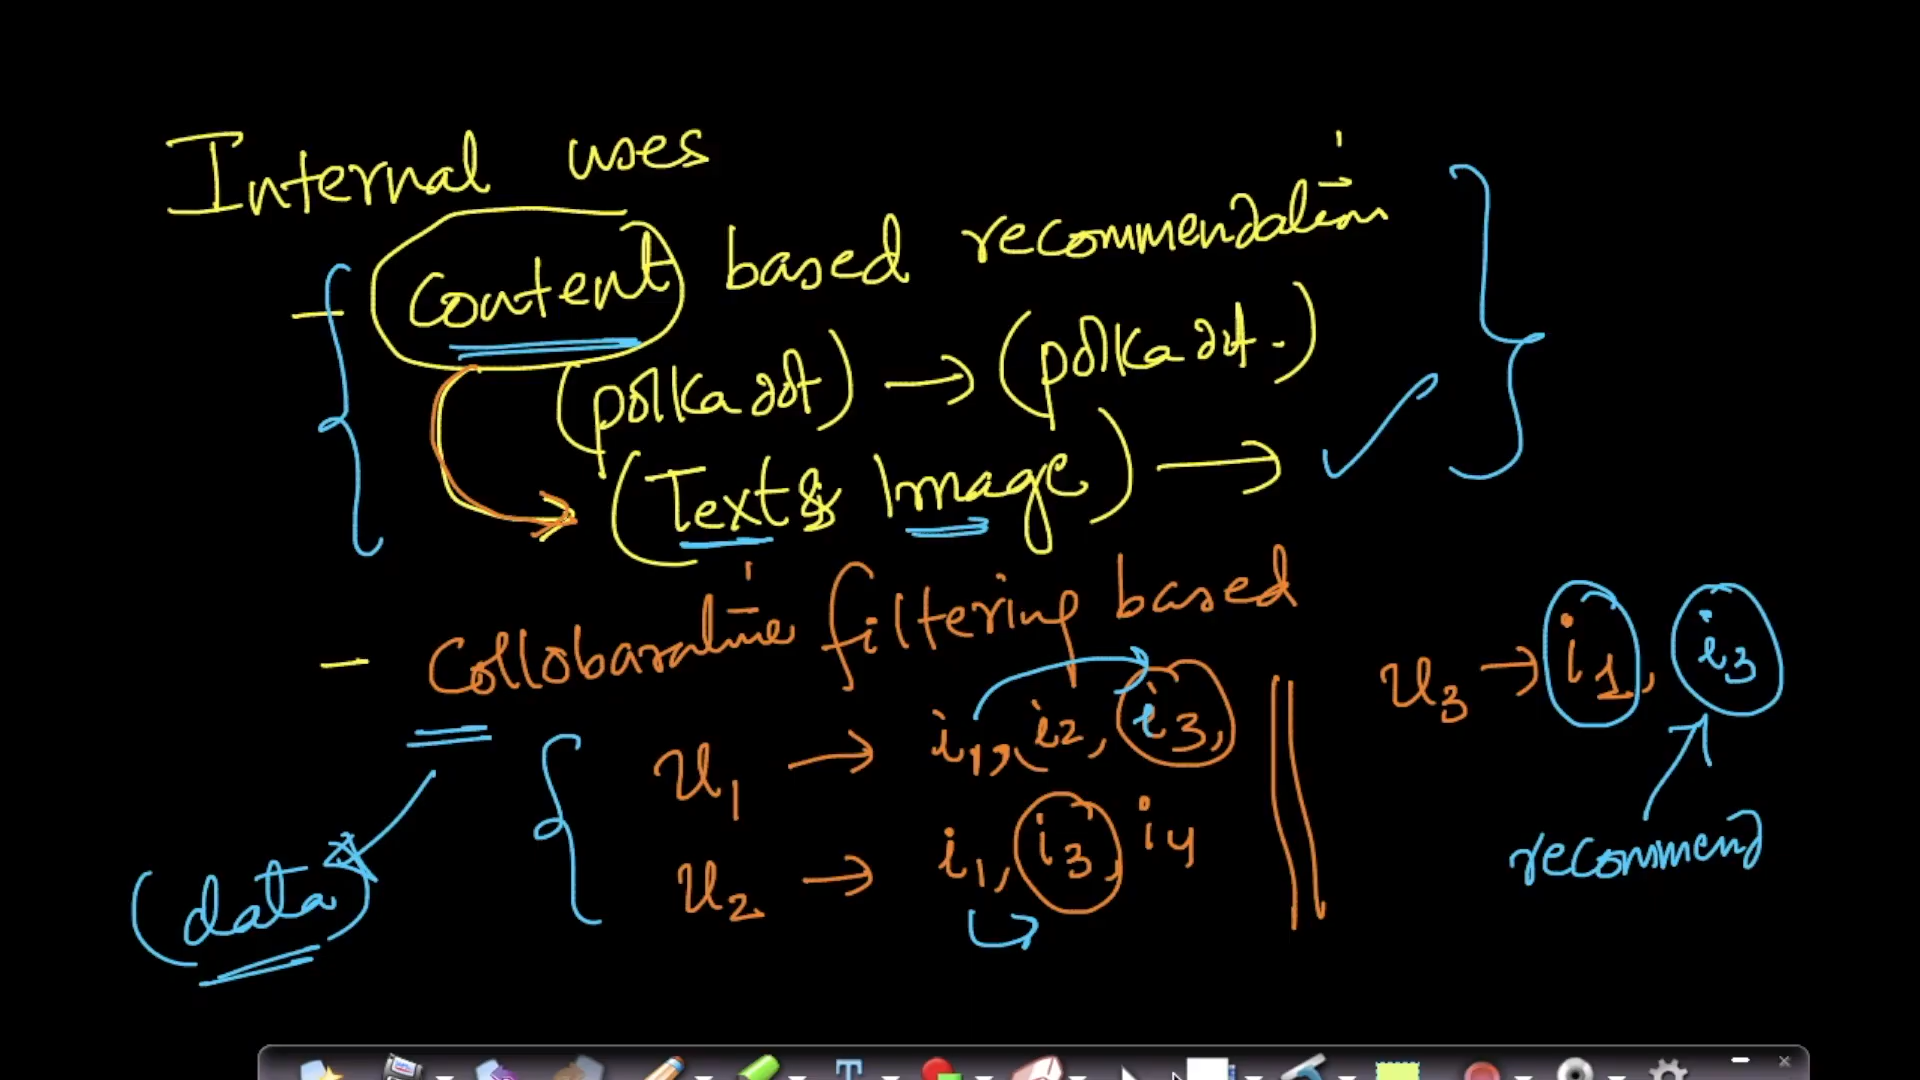 Internal uses
- Content based recommendation
(polka dot) → (polka dot.)
(Text & Image) → ✓
- Collobarative filtering based
u1 → i1, i2, i3,
u2 → i1, i3, i4
u3 → i1, i3
recommend
(data)